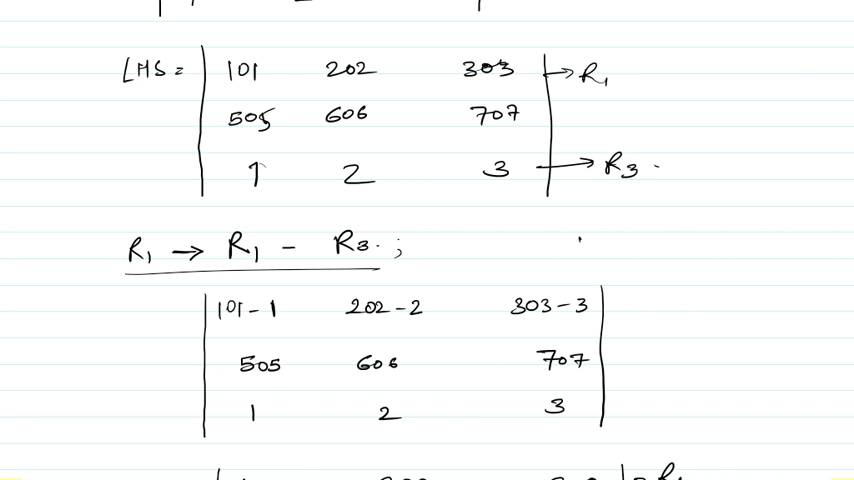 LHS = | 101 202 303 | → R₁
| 505 606 707 |
| 1 2 3 | → R₃ .
R₁ → R₁ - R₃ . ;
| 101-1 202-2 303-3 |
| 505 606 707 |
| 1 2 3 |